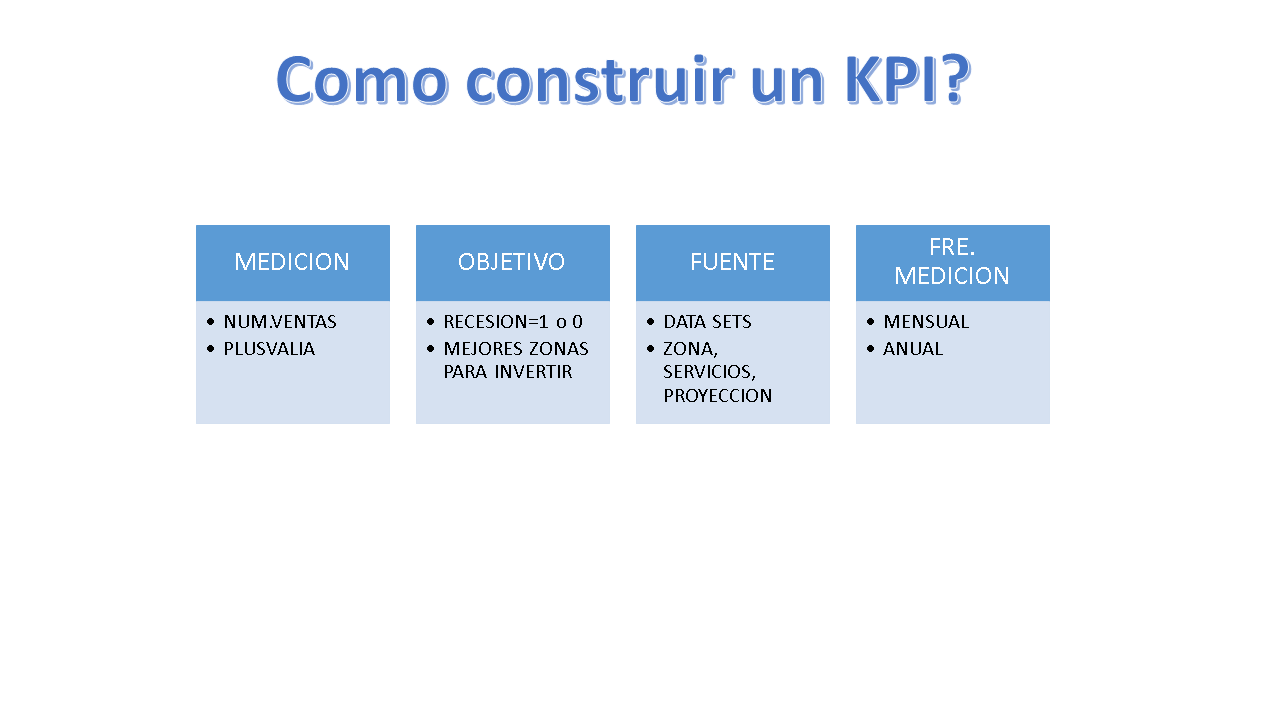 Como construir un KPI?
MEDICION
• NUM.VENTAS
• PLUSVALIA
OBJETIVO
• RECESION=1 o 0
• MEJORES ZONAS
PARA INVERTIR
FUENTE
• DATA SETS
• ZONA,
SERVICIOS,
PROYECCION
FRE.
MEDICION
• MENSUAL
• ANUAL